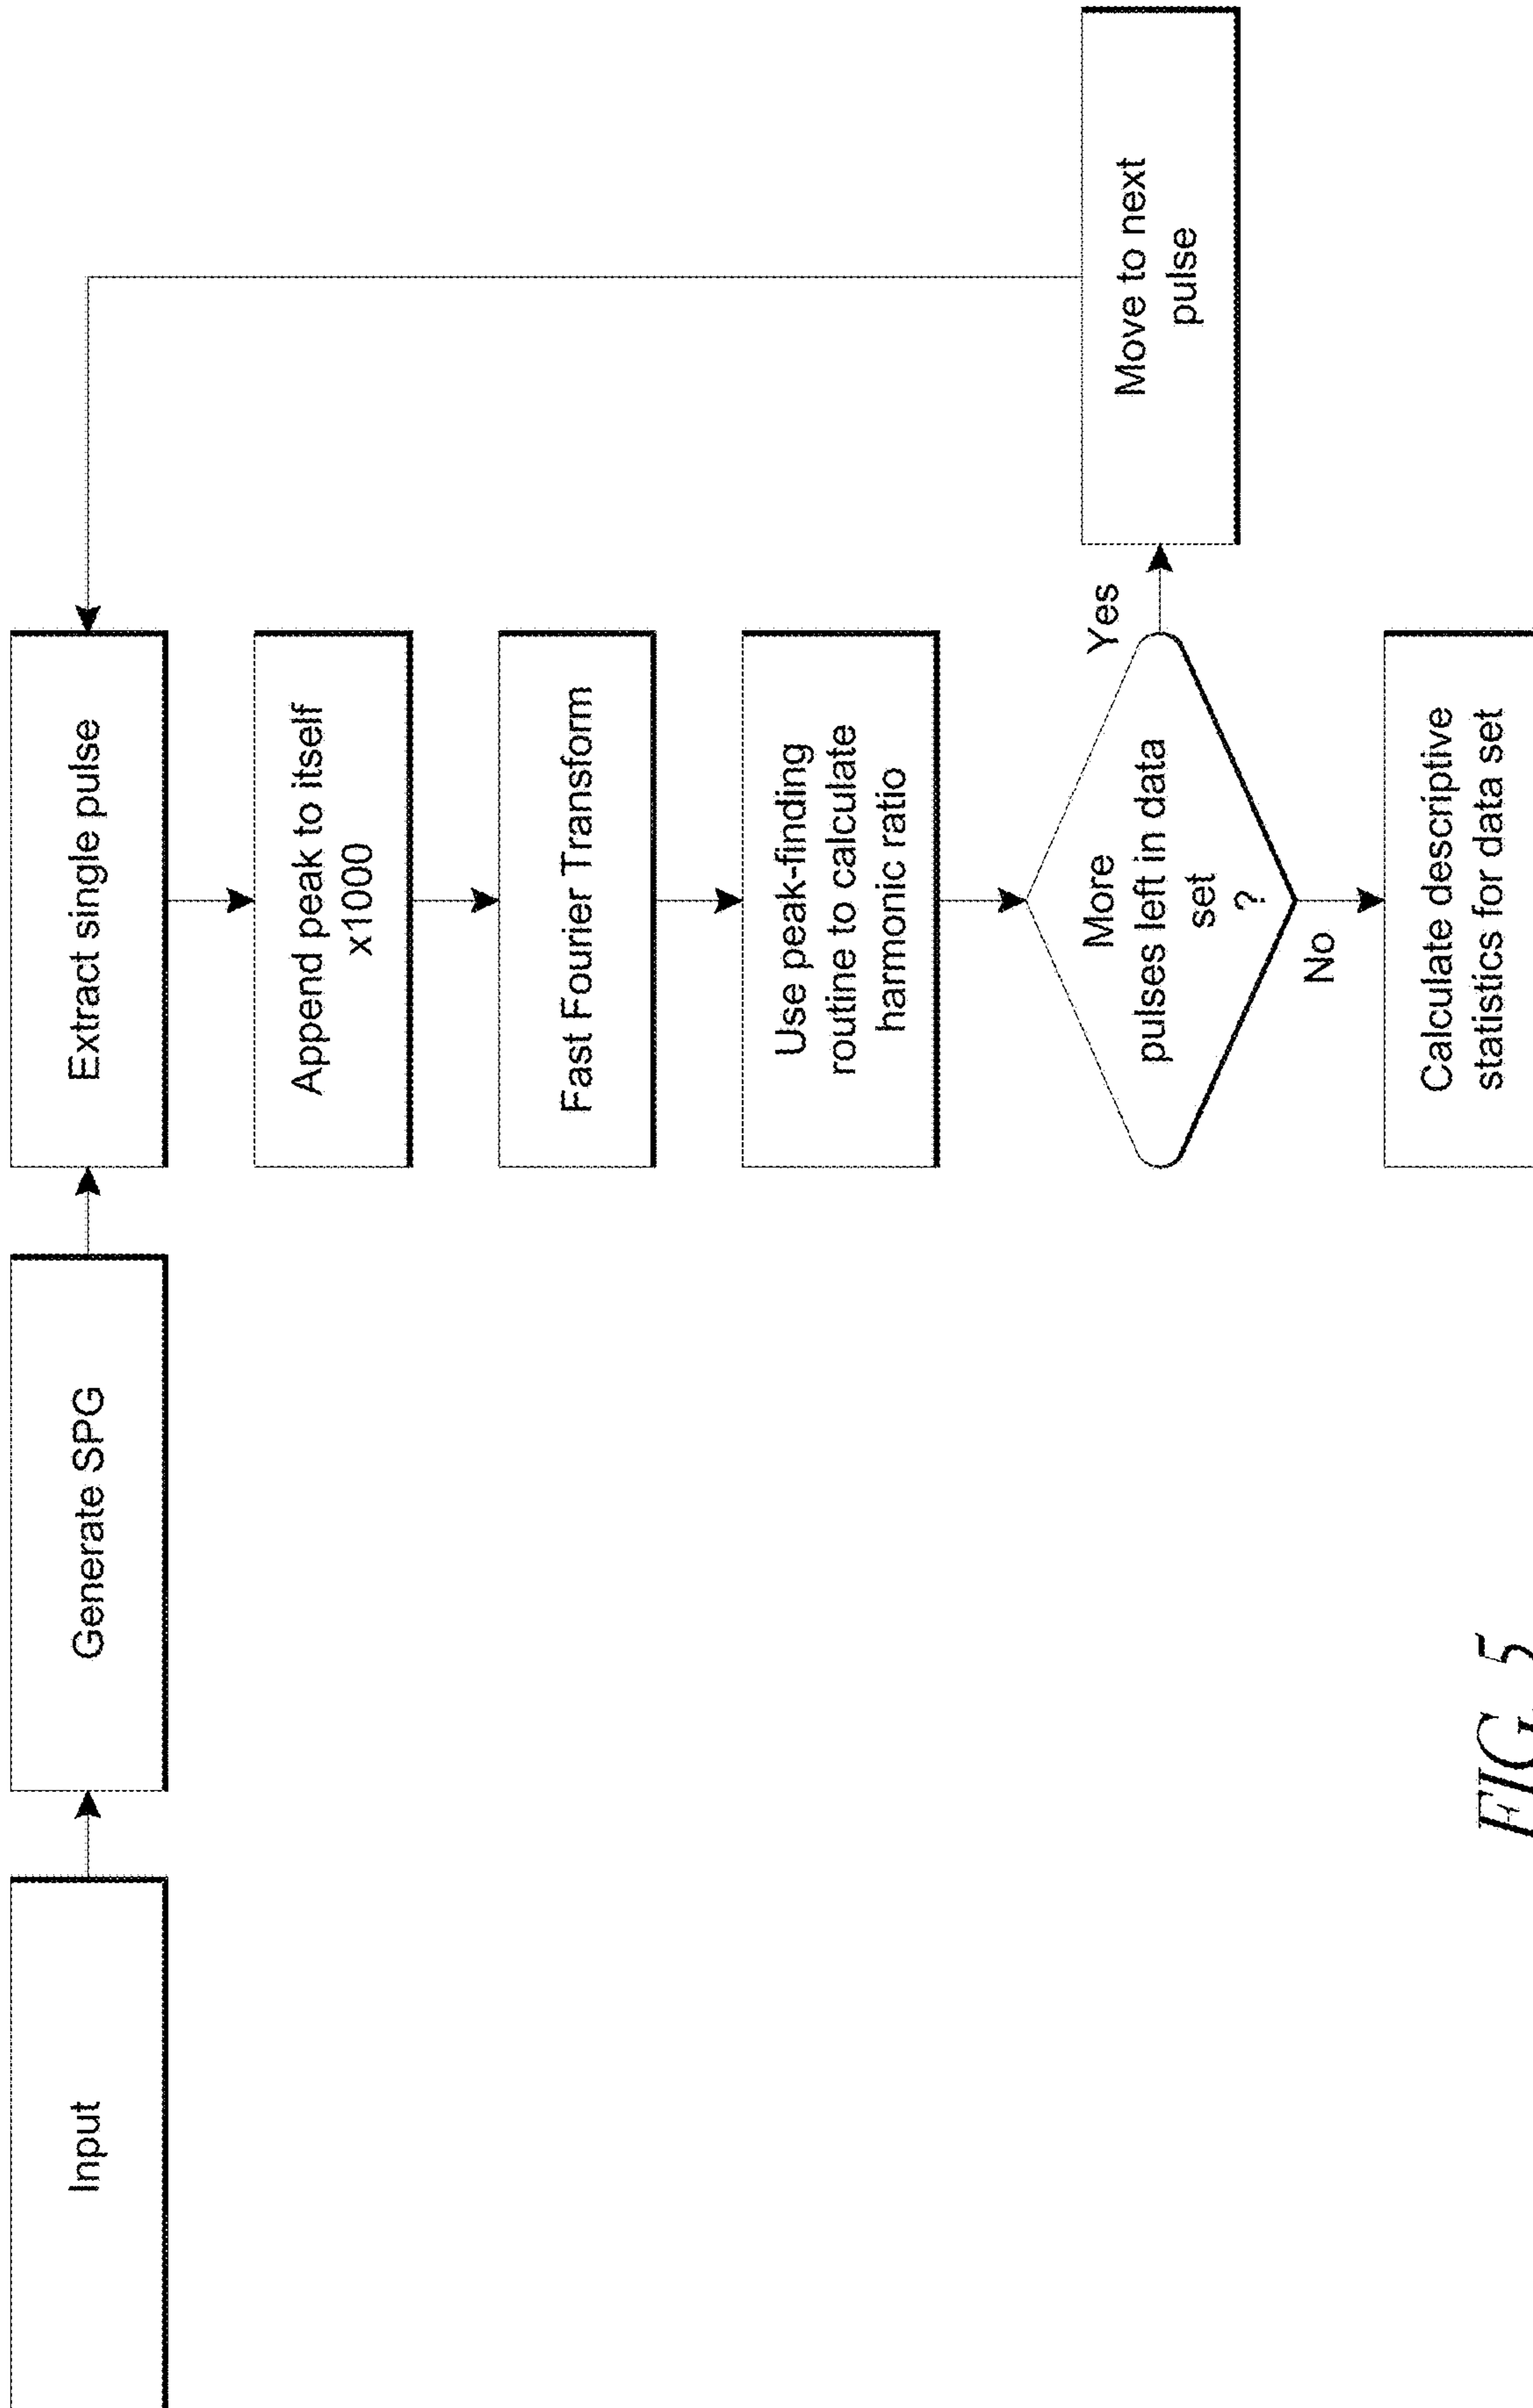 Input
Generate SPG
Extract single pulse
Append peak to itself
x1000
Fast Fourier Transform
Use peak-finding
routine to calculate
harmonic ratio
More
pulses left in data
set
?
Yes
Move to next
pulse
No
Calculate descriptive
statistics for data set
FIG. 5